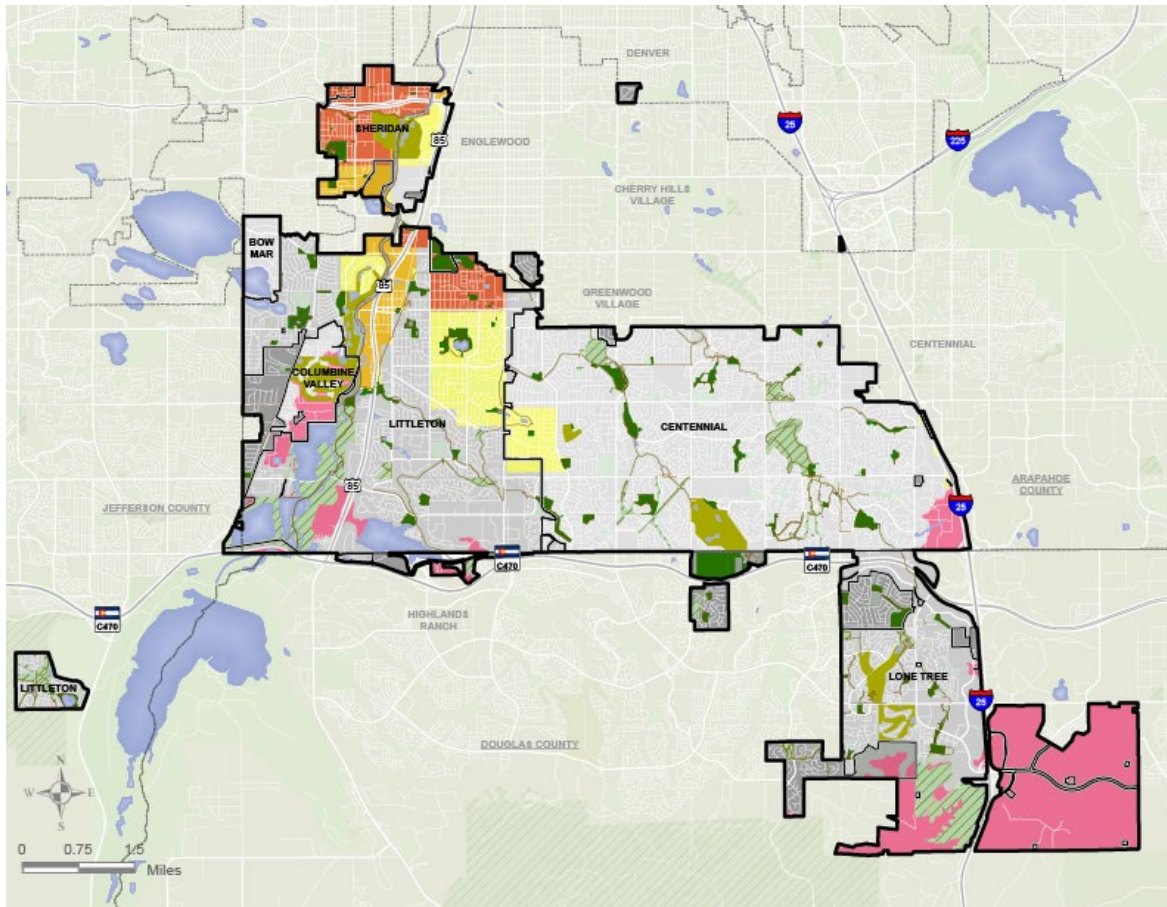 DENVER
SHERIDAN
85
ENGLEWOOD
25
225
CHERRY HILLS
VILLAGE
BOW
MAR
85
GREENWOOD
VILLAGE
CENTENNIAL
COLUMBINE
VALLEY
LITTLETON
CENTENNIAL
85
JEFFERSON COUNTY
ARAPAHOE
COUNTY
25
C470
C470
C470
HIGHLANDS
RANCH
LITTLETON
LONE TREE
25
DOUGLAS COUNTY
N
W E
S
0 0.75 1.5
Miles